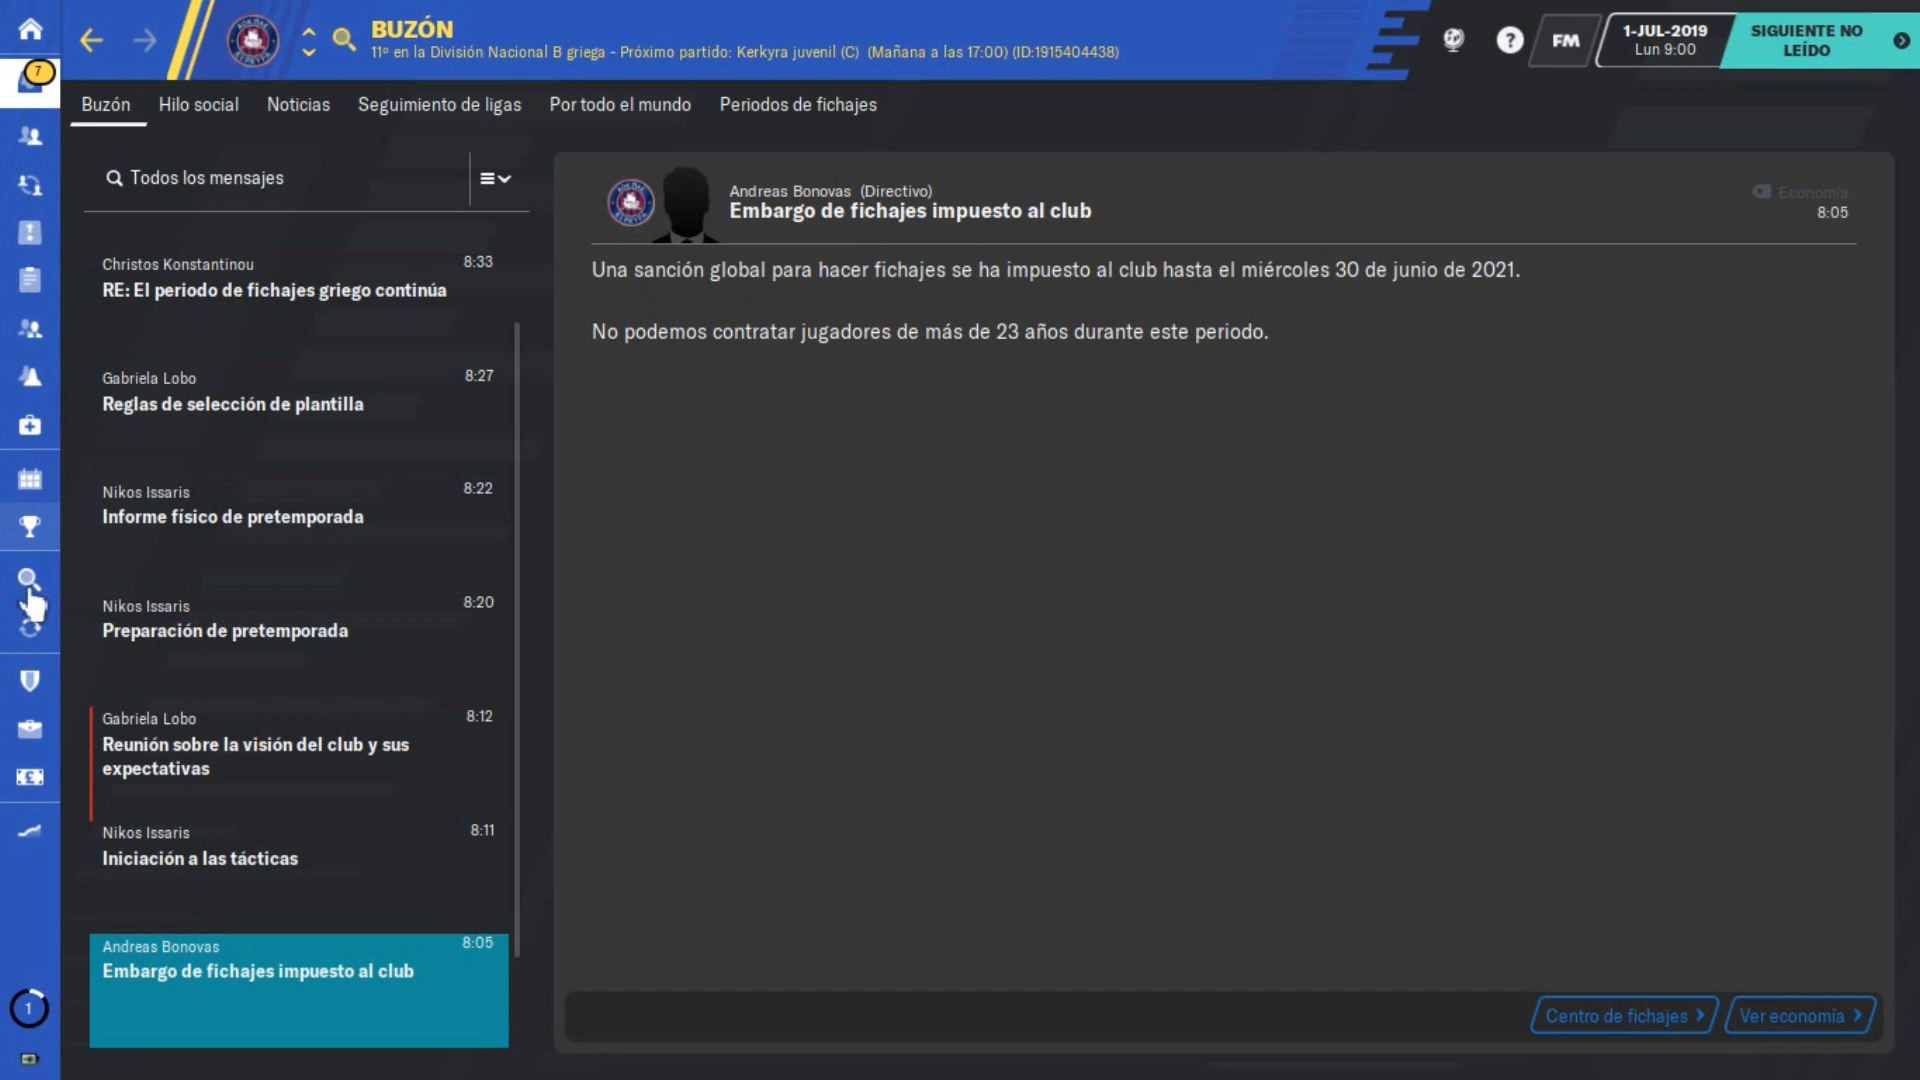 BUZÓN
11º en la División Nacional B griega - Próximo partido: Kerkyra juvenil (C) (Mañana a las 17:00) (ID:1915404438)
FM
1-JUL-2019
Lun 9:00
SIGUIENTE NO
LEÍDO
7
Buzón Hilo social Noticias Seguimiento de ligas Por todo el mundo Periodos de fichajes
Todos los mensajes
Christos Konstantinou 8:33
RE: El periodo de fichajes griego continúa
Gabriela Lobo 8:27
Reglas de selección de plantilla
Nikos Issaris 8:22
Informe físico de pretemporada
Nikos Issaris 8:20
Preparación de pretemporada
Gabriela Lobo 8:12
Reunión sobre la visión del club y sus
expectativas
Nikos Issaris 8:11
Iniciación a las tácticas
Andreas Bonovas 8:05
Embargo de fichajes impuesto al club
1
Andreas Bonovas (Directivo)
Embargo de fichajes impuesto al club
Economía
8:05
Una sanción global para hacer fichajes se ha impuesto al club hasta el miércoles 30 de junio de 2021.
No podemos contratar jugadores de más de 23 años durante este periodo.
Centro de fichajes
Ver economía